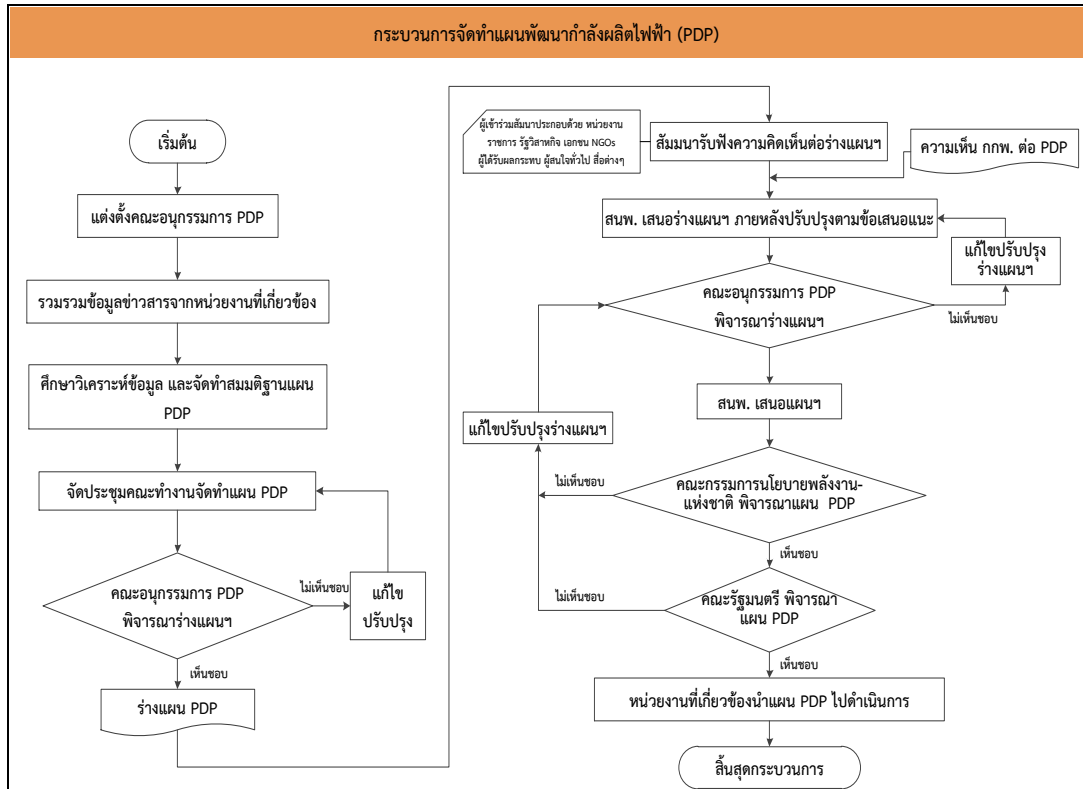 กระบวนการจัดทำแผนพัฒนากำลังผลิตไฟฟ้า (PDP)
เริ่มต้น
แต่งตั้งคณะอนุกรรมการ PDP
รวมรวมข้อมูลข่าวสารจากหน่วยงานที่เกี่ยวข้อง
ศึกษาวิเคราะห์ข้อมูล และจัดทำสมมติฐานแผน
PDP
จัดประชุมคณะทำงานจัดทำแผน PDP
คณะอนุกรรมการ PDP
พิจารณาร่างแผนฯ
ไม่เห็นชอบ
แก้ไข
ปรับปรุง
เห็นชอบ
ร่างแผน PDP
ผู้เข้าร่วมสัมนาประกอบด้วย หน่วยงาน
ราชการ รัฐวิสาหกิจ เอกชน NGOs
ผู้ได้รับผลกระทบ ผู้สนใจทั่วไป สื่อต่างๆ
สัมมนารับฟังความคิดเห็นต่อร่างแผนฯ
ความเห็น กกพ. ต่อ PDP
สนพ. เสนอร่างแผนฯ ภายหลังปรับปรุงตามข้อเสนอแนะ
แก้ไขปรับปรุง
ร่างแผนฯ
คณะอนุกรรมการ PDP
พิจารณาร่างแผนฯ
ไม่เห็นชอบ
สนพ. เสนอแผนฯ
แก้ไขปรับปรุงร่างแผนฯ
ไม่เห็นชอบ
คณะกรรมการนโยบายพลังงาน-
แห่งชาติ พิจารณาแผน PDP
เห็นชอบ
ไม่เห็นชอบ
คณะรัฐมนตรี พิจารณา
แผน PDP
เห็นชอบ
หน่วยงานที่เกี่ยวข้องนำแผน PDP ไปดำเนินการ
สิ้นสุดกระบวนการ